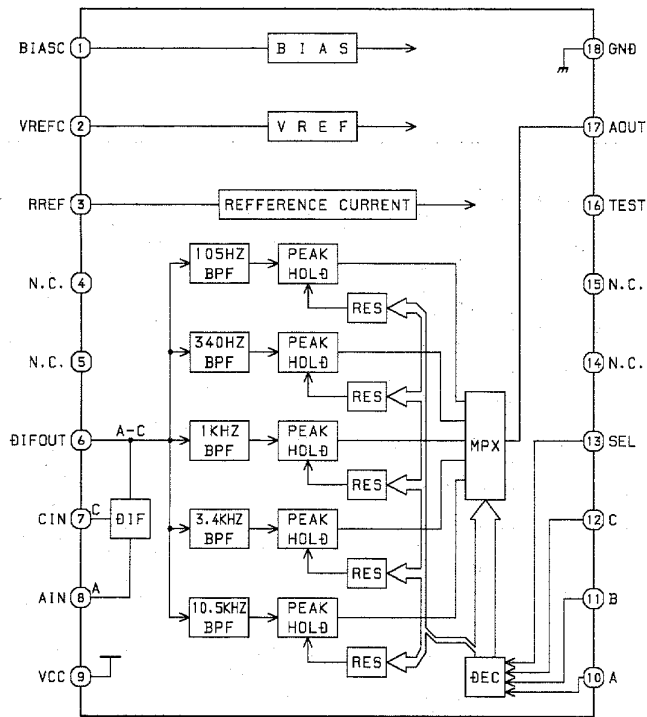 BIASC 1 B I A S 18 GND
VREFC 2 V R E F 17 AOUT
RREF 3 REFFERENCE CURRENT 16 TEST
105HZ
BPF
PEAK
HOLD
N.C. 4 15 N.C.
RES
340HZ
BPF
PEAK
HOLD
N.C. 5 14 N.C.
RES
DIFOUT 6 A-C
1KHZ
BPF
PEAK
HOLD
MPX
13 SEL
RES
CIN 7 C DIF
3.4KHZ
BPF
PEAK
HOLD
12 C
RES
AIN 8 A
10.5KHZ
BPF
PEAK
HOLD
11 B
RES
VCC 9 DEC 10 A